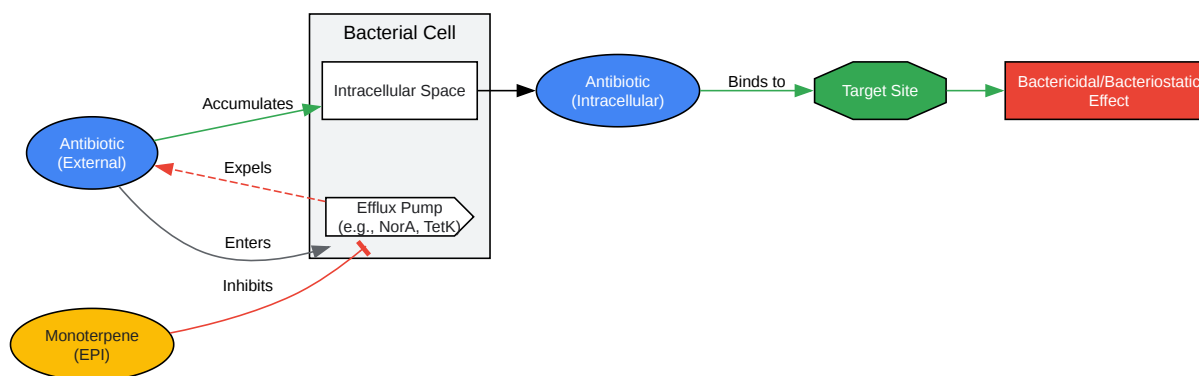 Bacterial Cell
Intracellular Space
Antibiotic
(Intracellular)
Binds to
Target Site
Bactericidal/Bacteriostatic
Effect
Accumulates
Antibiotic
(External)
Expels
Efflux Pump
(e.g., NorA, TetK)
Enters
Inhibits
Monoterpene
(EPI)